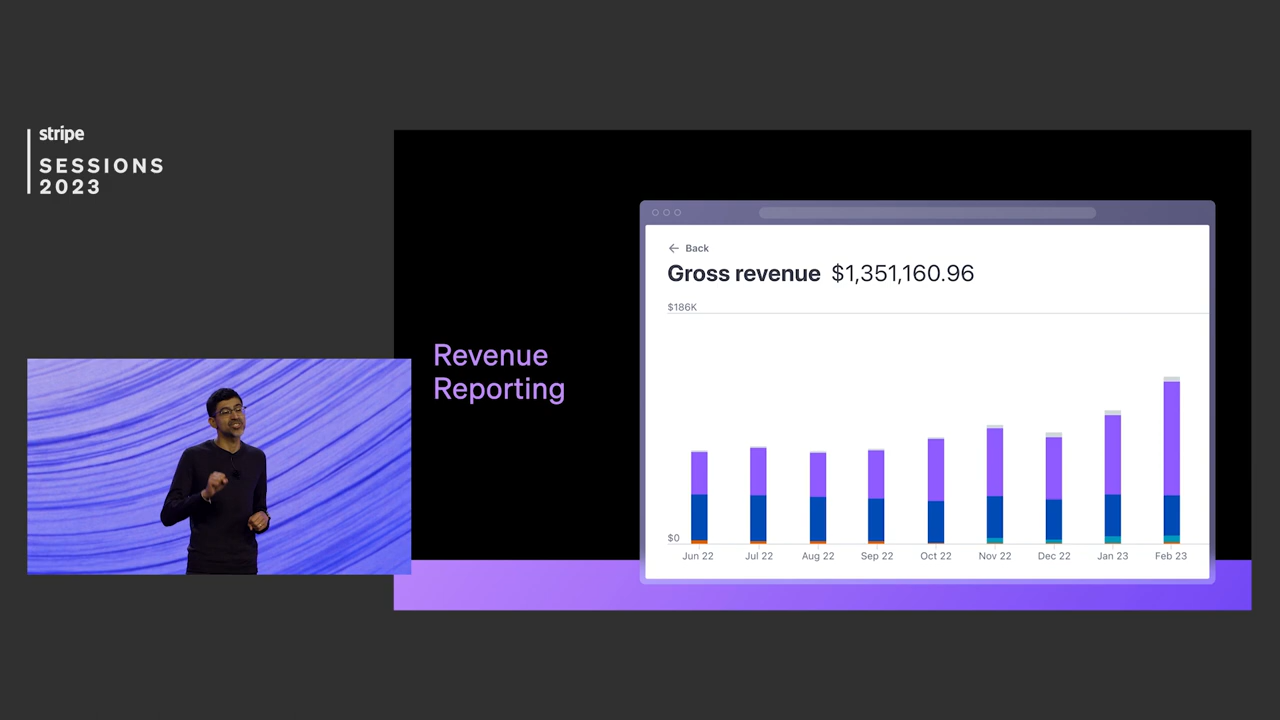 stripe
SESSIONS
2023
Revenue
Reporting
← Back
Gross revenue $1,351,160.96
$186K
$0
Jun 22 Jul 22 Aug 22 Sep 22 Oct 22 Nov 22 Dec 22 Jan 23 Feb 23